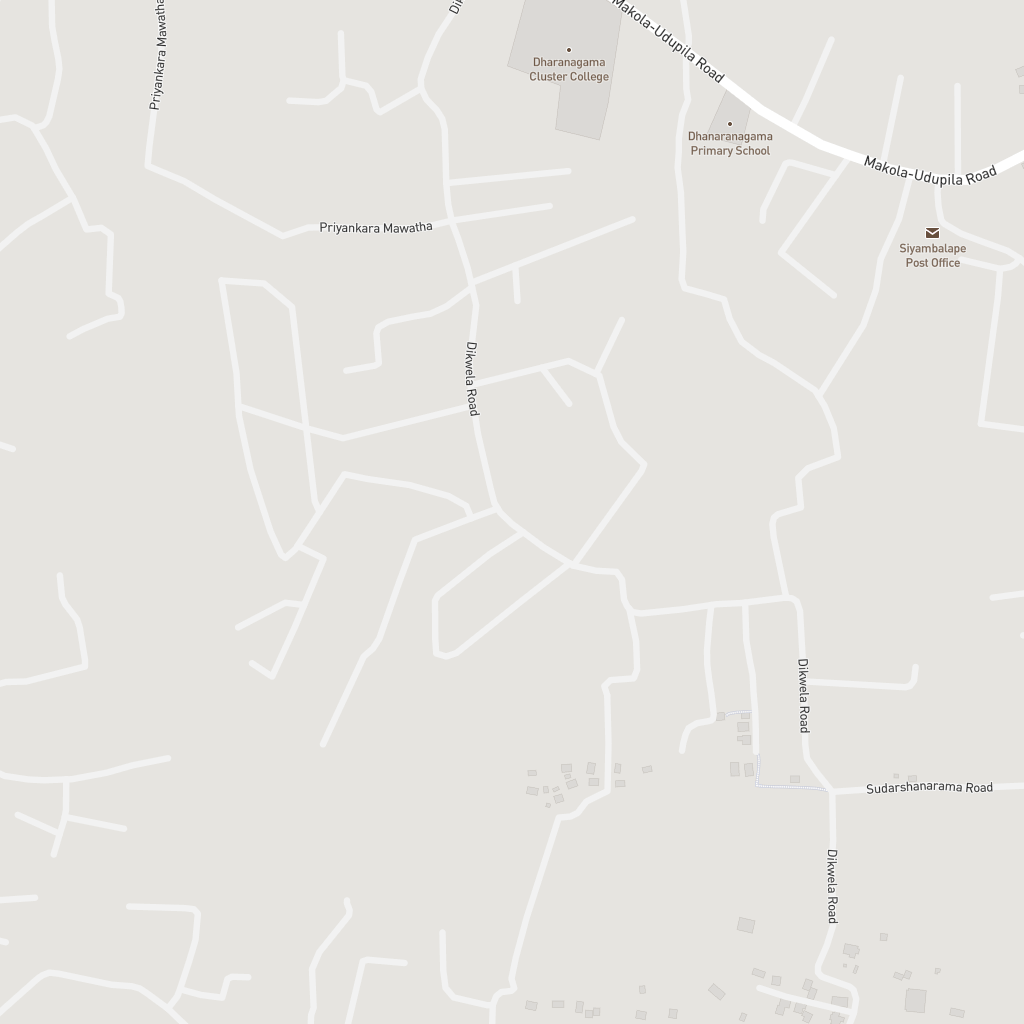 Dik
Makola-Udupila Road
Priyankara Mawatha
Dharanagama
Cluster College
Dhanaranagama
Primary School
Makola-Udupila Road
Priyankara Mawatha
Siyambalape
Post Office
Dikwela Road
Dikwela Road
Sudarshanarama Road
Dikwela Road